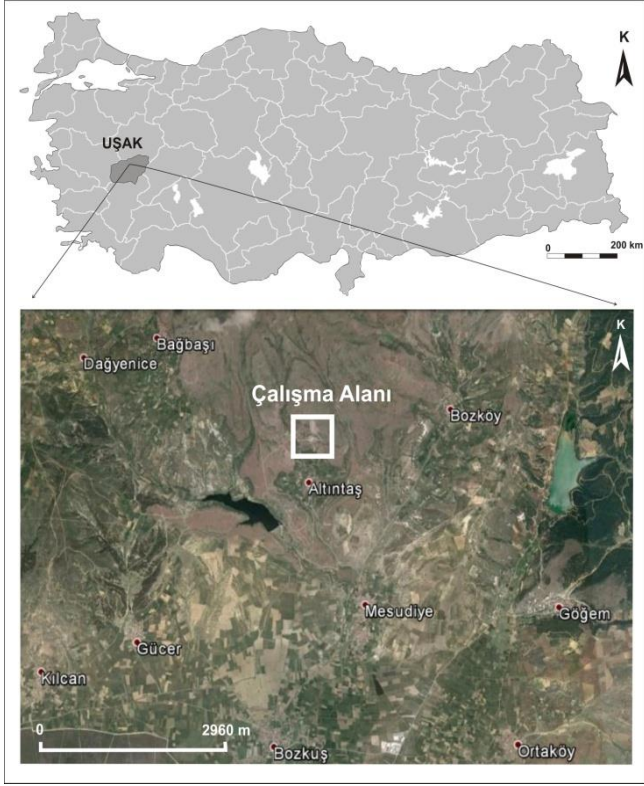 K
UŞAK
0 200 km
K
Bağbaşı
Dağyenice
Çalışma Alanı
Bozköy
Altıntaş
Mesudiye
Göğem
Gücer
Kılcan
0 2960 m
Bozkuş
Ortaköy